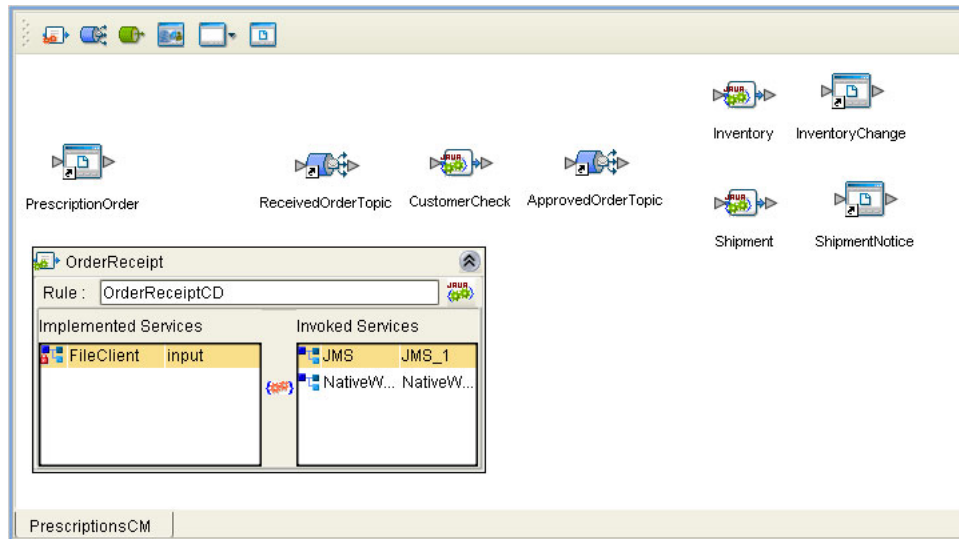 Inventory InventoryChange
PrescriptionOrder ReceivedOrderTopic CustomerCheck ApprovedOrderTopic
Shipment ShipmentNotice
OrderReceipt
Rule : OrderReceiptCD
Implemented Services Invoked Services
FileClient input JMS JMS_1
NativeW... NativeW...
PrescriptionsCM